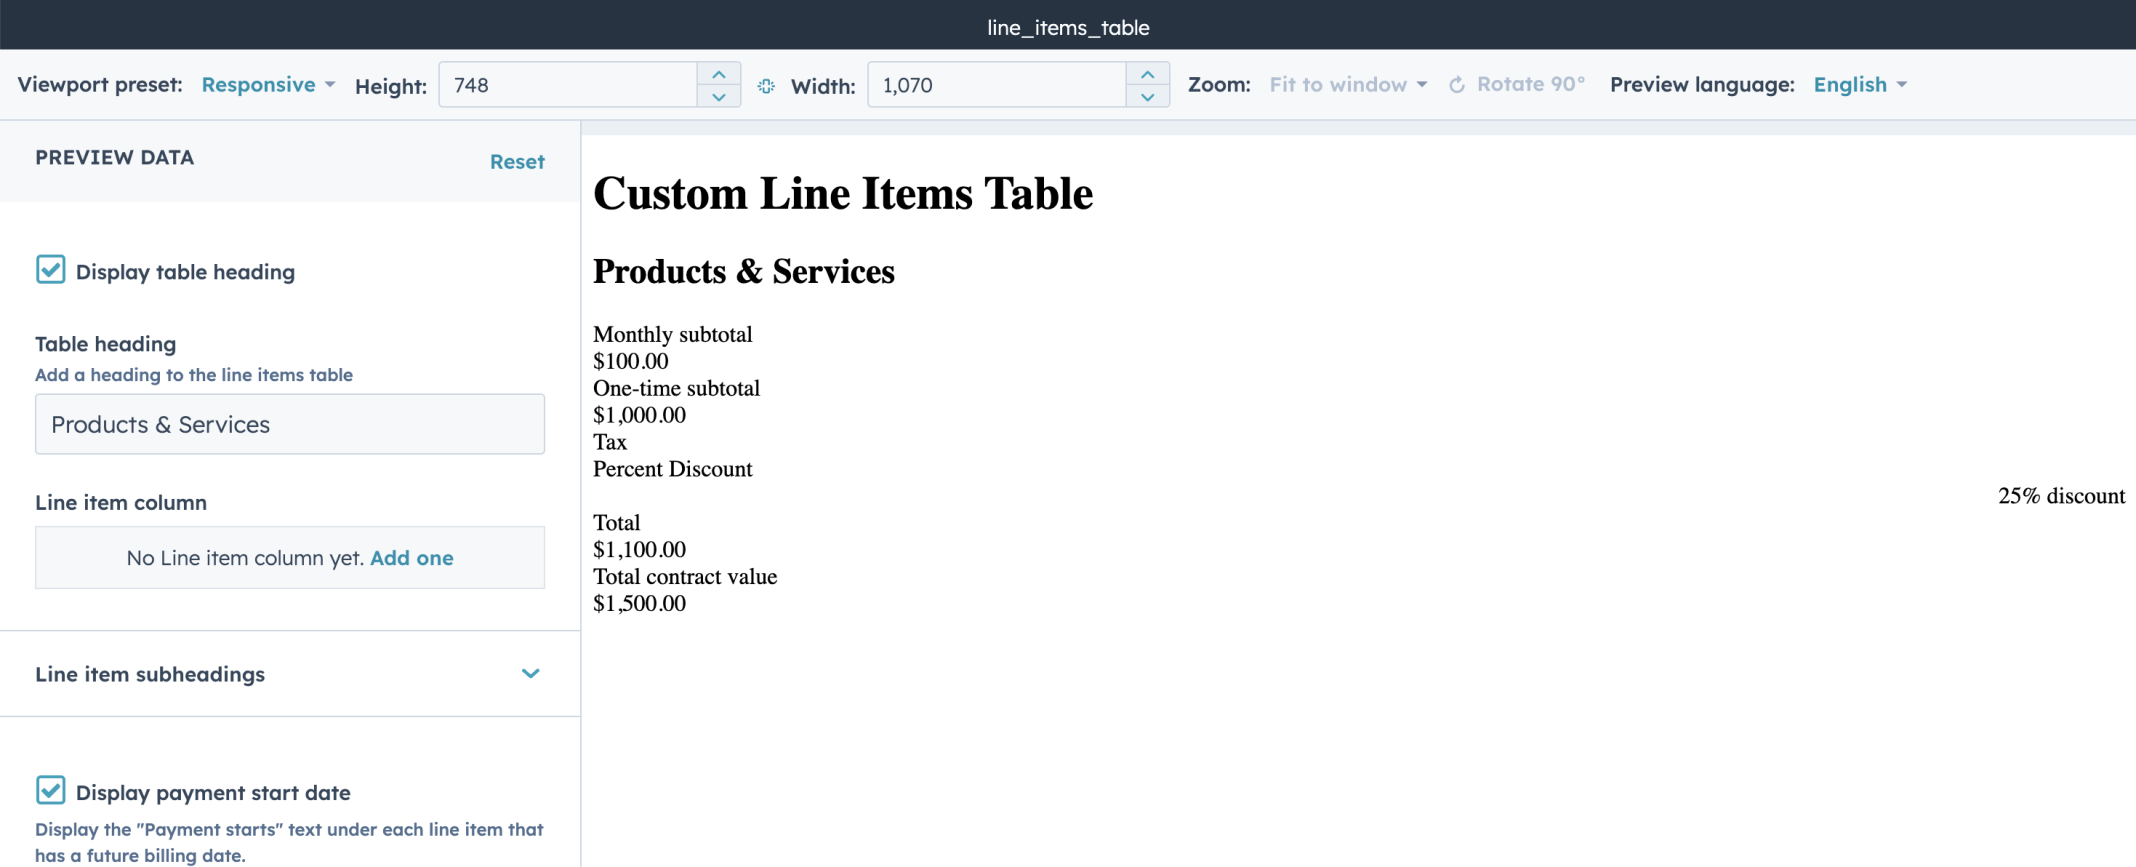 line_items_table
Viewport preset: Responsive Height: 748 Width: 1,070 Zoom: Fit to window Rotate 90° Preview language: English
PREVIEW DATA Reset
Display table heading
Table heading
Add a heading to the line items table
Products & Services
Line item column
No Line item column yet. Add one
Line item subheadings
Display payment start date
Display the "Payment starts" text under each line item that
has a future billing date.
Custom Line Items Table
Products & Services
Monthly subtotal
$100.00
One-time subtotal
$1,000.00
Tax
Percent Discount
25% discount
Total
$1,100.00
Total contract value
$1,500.00